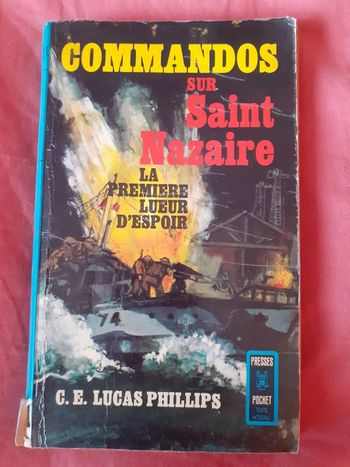 COMMANDOS
SUR
Saint
Nazaire
LA
PREMIERE
LUEUR
D'ESPOIR
74
PRESSES
POCKET
TEXTE
INTEGRAL
C. E. LUCAS PHILLIPS